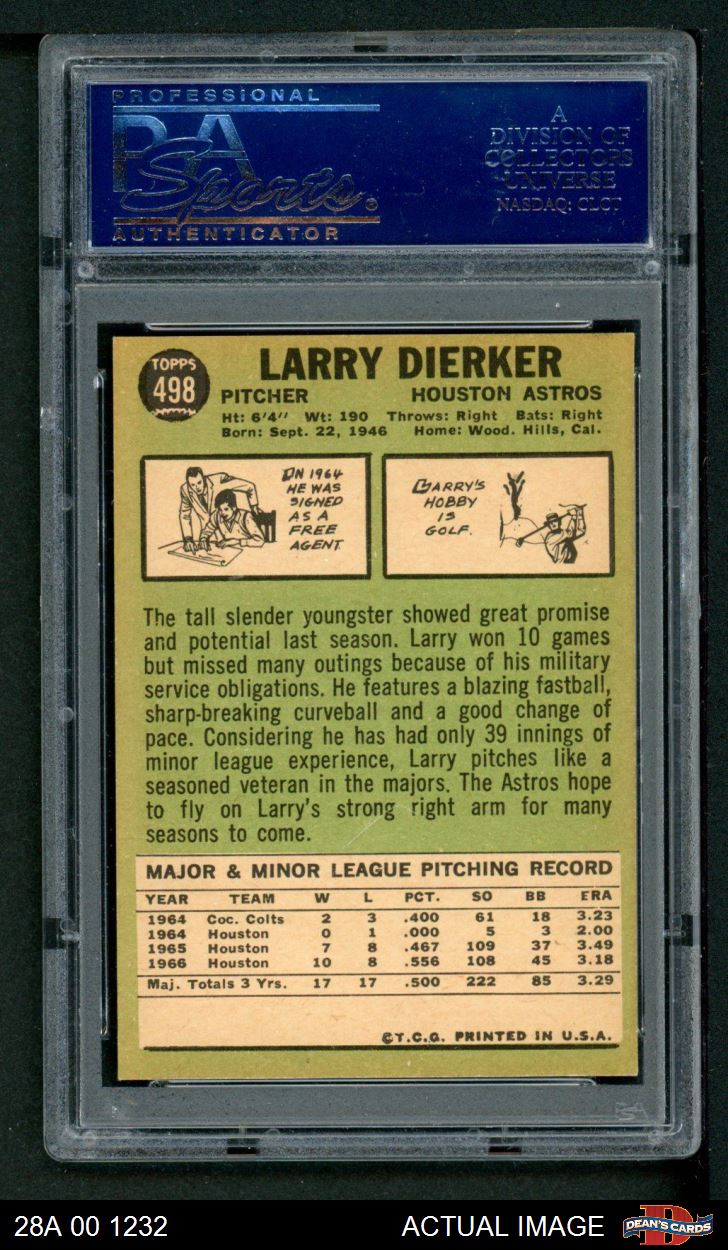 PROFESSIONAL
PSA
Sports
AUTHENTICATOR
A
DIVISION OF
COLLECTORS
UNIVERSE
NASDAQ: CLCT
TOPPS
498
LARRY DIERKER
PITCHER HOUSTON ASTROS
Ht: 6'4" Wt: 190 Throws: Right Bats: Right
Born: Sept. 22, 1946 Home: Wood. Hills, Cal.
IN 1964
HE WAS
SIGNED
AS A
FREE
AGENT.
LARRY'S
HOBBY
IS
GOLF.
The tall slender youngster showed great promise
and potential last season. Larry won 10 games
but missed many outings because of his military
service obligations. He features a blazing fastball,
sharp-breaking curveball and a good change of
pace. Considering he has had only 39 innings of
minor league experience, Larry pitches like a
seasoned veteran in the majors. The Astros hope
to fly on Larry's strong right arm for many
seasons to come.
MAJOR & MINOR LEAGUE PITCHING RECORD
YEAR TEAM W L PCT. SO BB ERA
1964 Coc. Colts 2 3 .400 61 18 3.23
1964 Houston 0 1 .000 5 3 2.00
1965 Houston 7 8 .467 109 37 3.49
1966 Houston 10 8 .556 108 45 3.18
Maj. Totals 3 Yrs. 17 17 .500 222 85 3.29
©T.C.G. PRINTED IN U.S.A.
PSA
28A 00 1232 ACTUAL IMAGE
DEAN'S CARDS